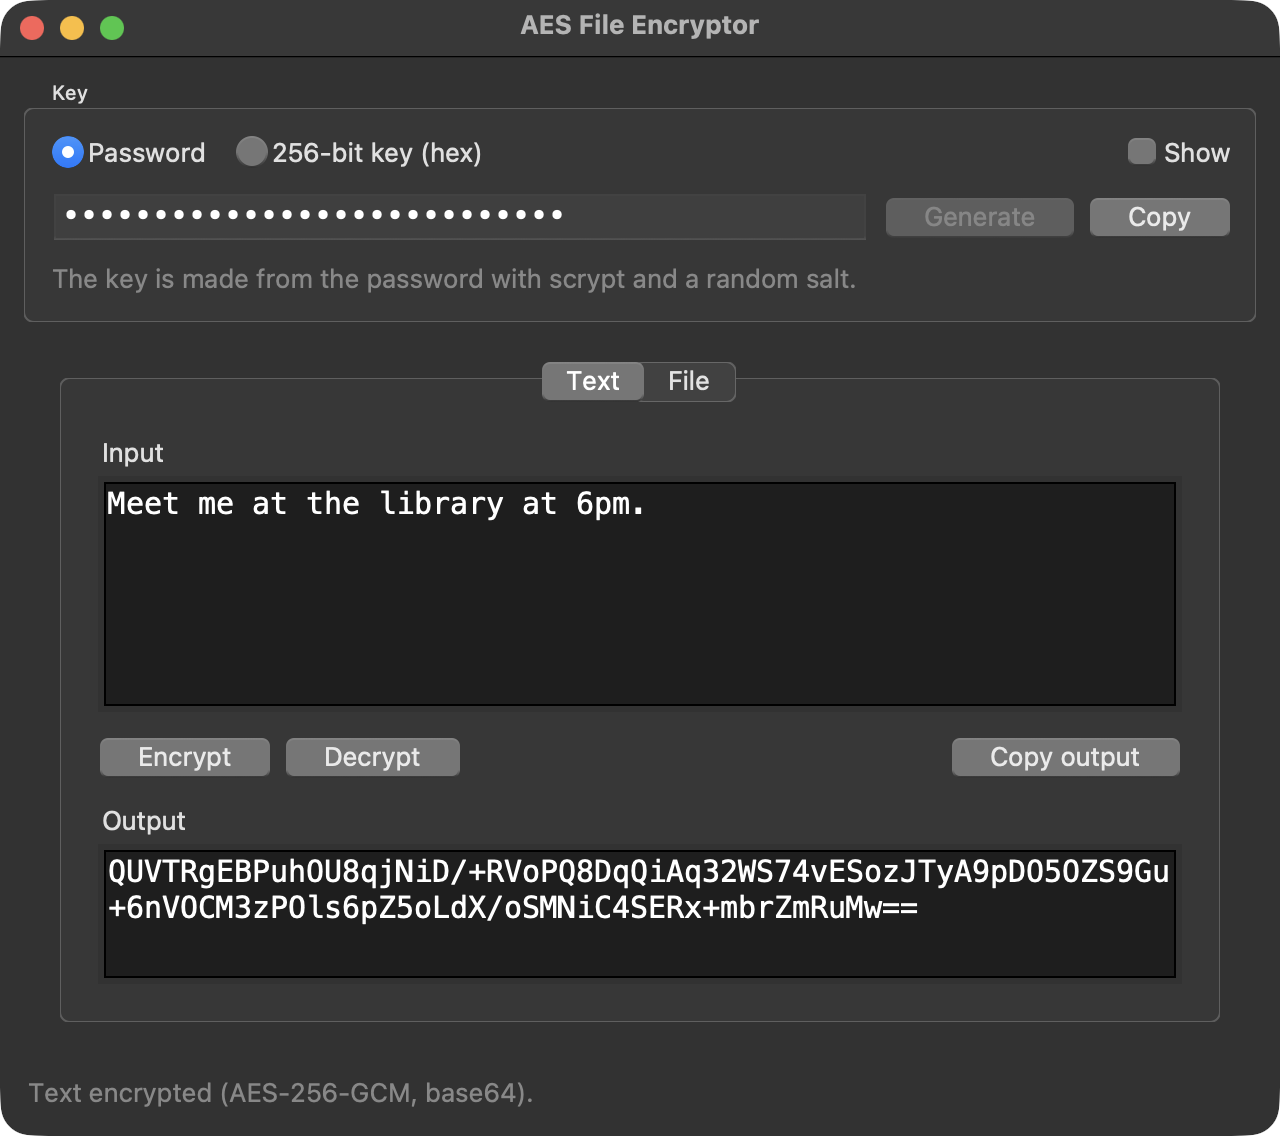 AES File Encryptor
Key
Password 256-bit key (hex) Show
•••••••••••••••••••••••••••• Generate Copy
The key is made from the password with scrypt and a random salt.
Text File
Input
Meet me at the library at 6pm.
Encrypt Decrypt Copy output
Output
QUVTRgEBPuhOU8qjNiD/+RVoPQ8DqQiAq32WS74vESozJTyA9pDO5OZS9Gu
+6nVOCM3zPOls6pZ5oLdX/oSMNiC4SERx+mbrZmRuMw==
Text encrypted (AES-256-GCM, base64).